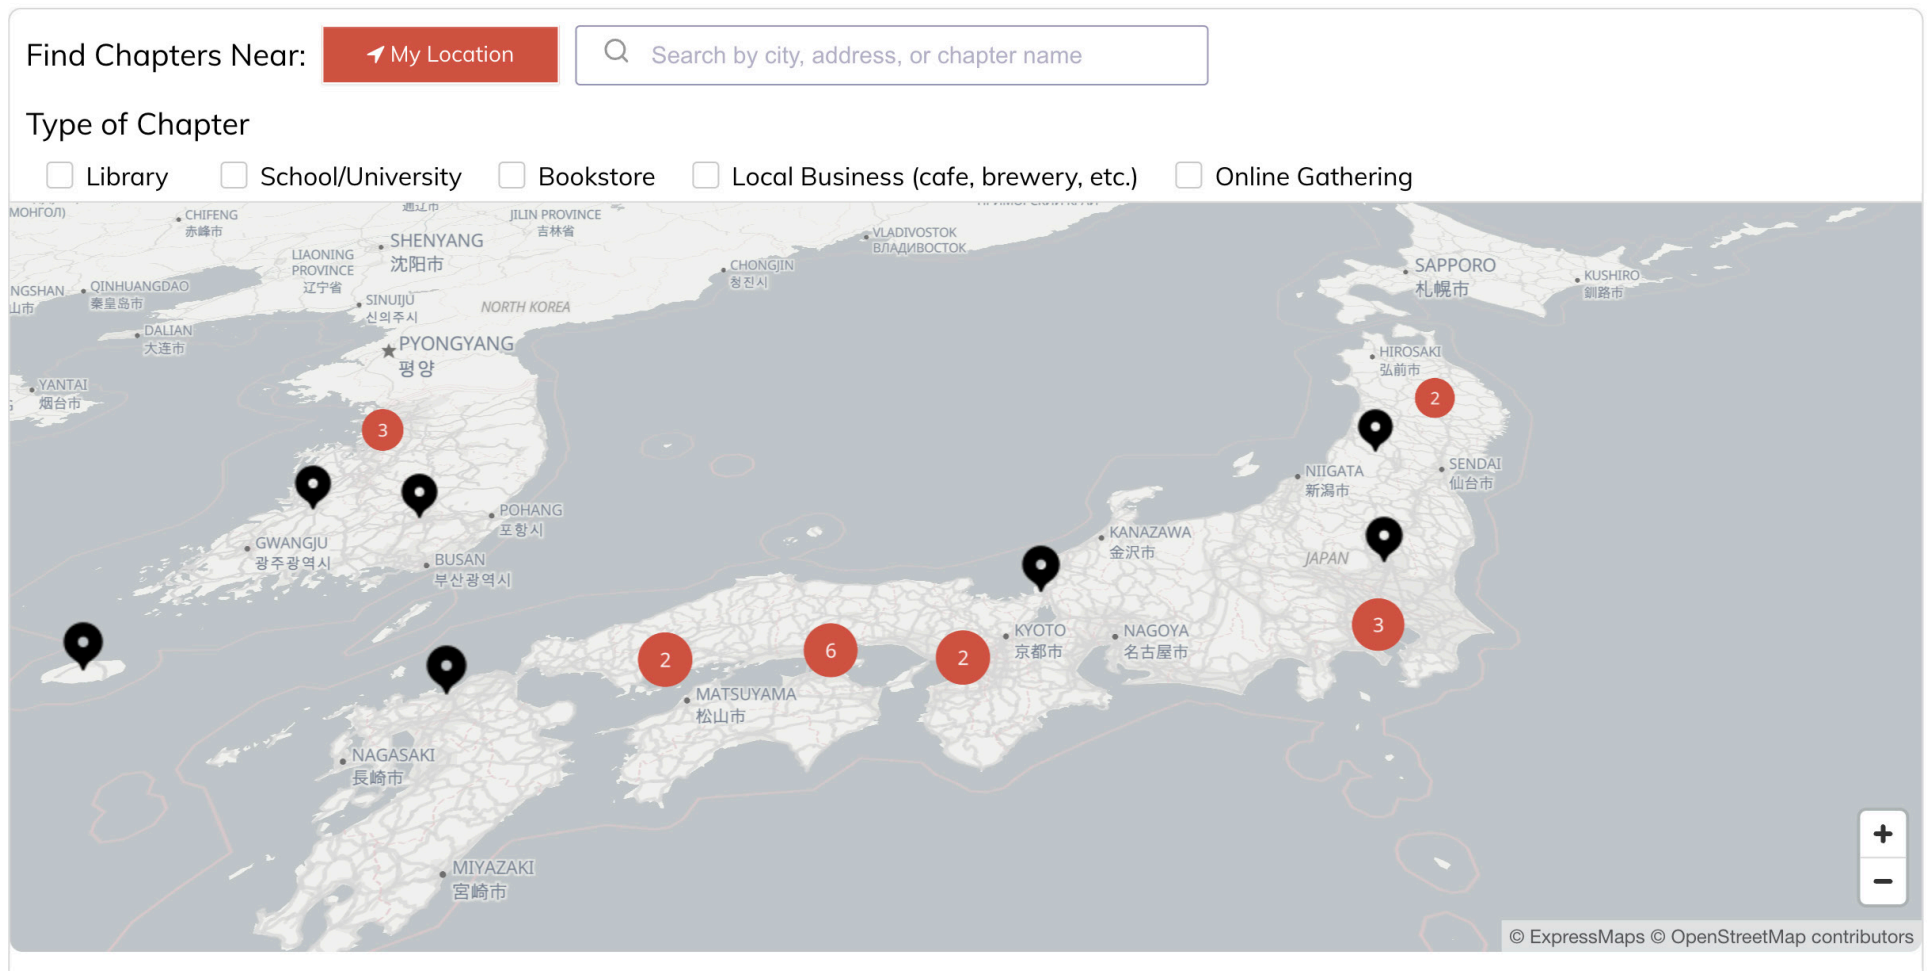 Find Chapters Near:
My Location
Search by city, address, or chapter name
Type of Chapter
Library
School/University
Bookstore
Local Business (cafe, brewery, etc.)
Online Gathering
МОНГОЛ)
CHIFENG
赤峰市
通辽市
JILIN PROVINCE
吉林省
SHENYANG
沈阳市
LIAONING
PROVINCE
辽宁省
VLADIVOSTOK
ВЛАДИВОСТОК
CHONGJIN
청진시
SAPPORO
札幌市
KUSHIRO
釧路市
NGSHAN
山市
QINHUANGDAO
秦皇岛市
SINUIJU
신의주시
NORTH KOREA
DALIAN
大连市
PYONGYANG
평양
HIROSAKI
弘前市
YANTAI
烟台市
2
3
NIIGATA
新潟市
SENDAI
仙台市
POHANG
포항시
GWANGJU
광주광역시
BUSAN
부산광역시
KANAZAWA
金沢市
JAPAN
3
KYOTO
京都市
NAGOYA
名古屋市
2
6
2
MATSUYAMA
松山市
NAGASAKI
長崎市
MIYAZAKI
宮崎市
+
−
© ExpressMaps © OpenStreetMap contributors